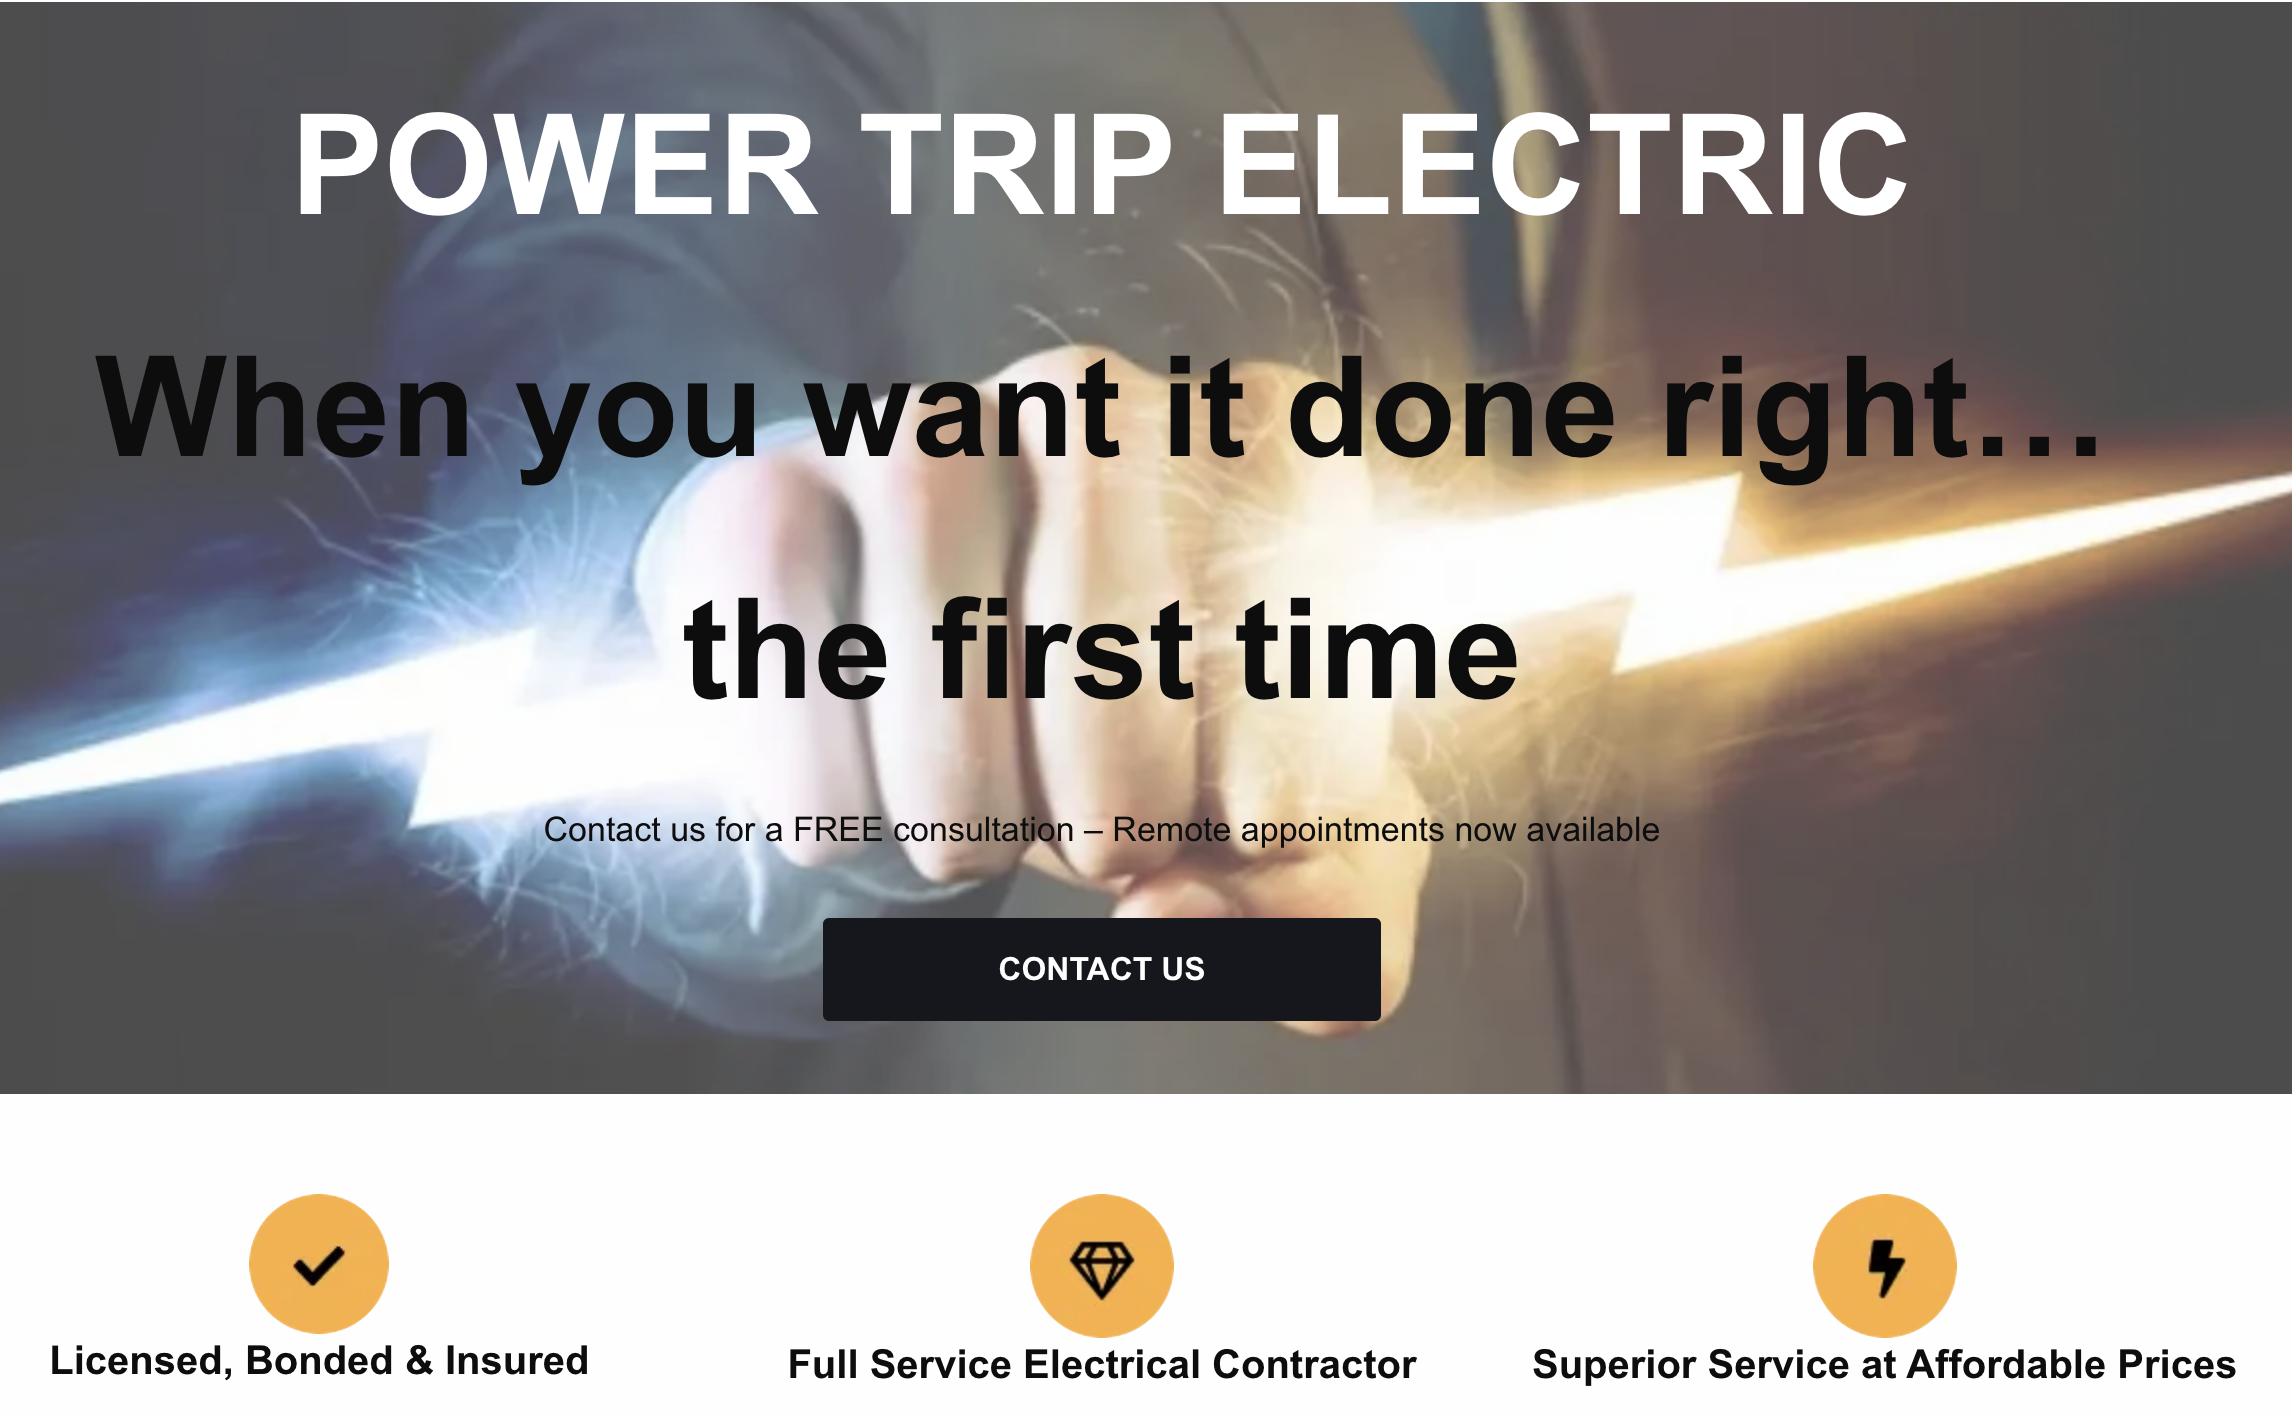 POWER TRIP ELECTRIC
When you want it done right…
the first time
Contact us for a FREE consultation – Remote appointments now available
CONTACT US
Licensed, Bonded & Insured
Full Service Electrical Contractor
Superior Service at Affordable Prices